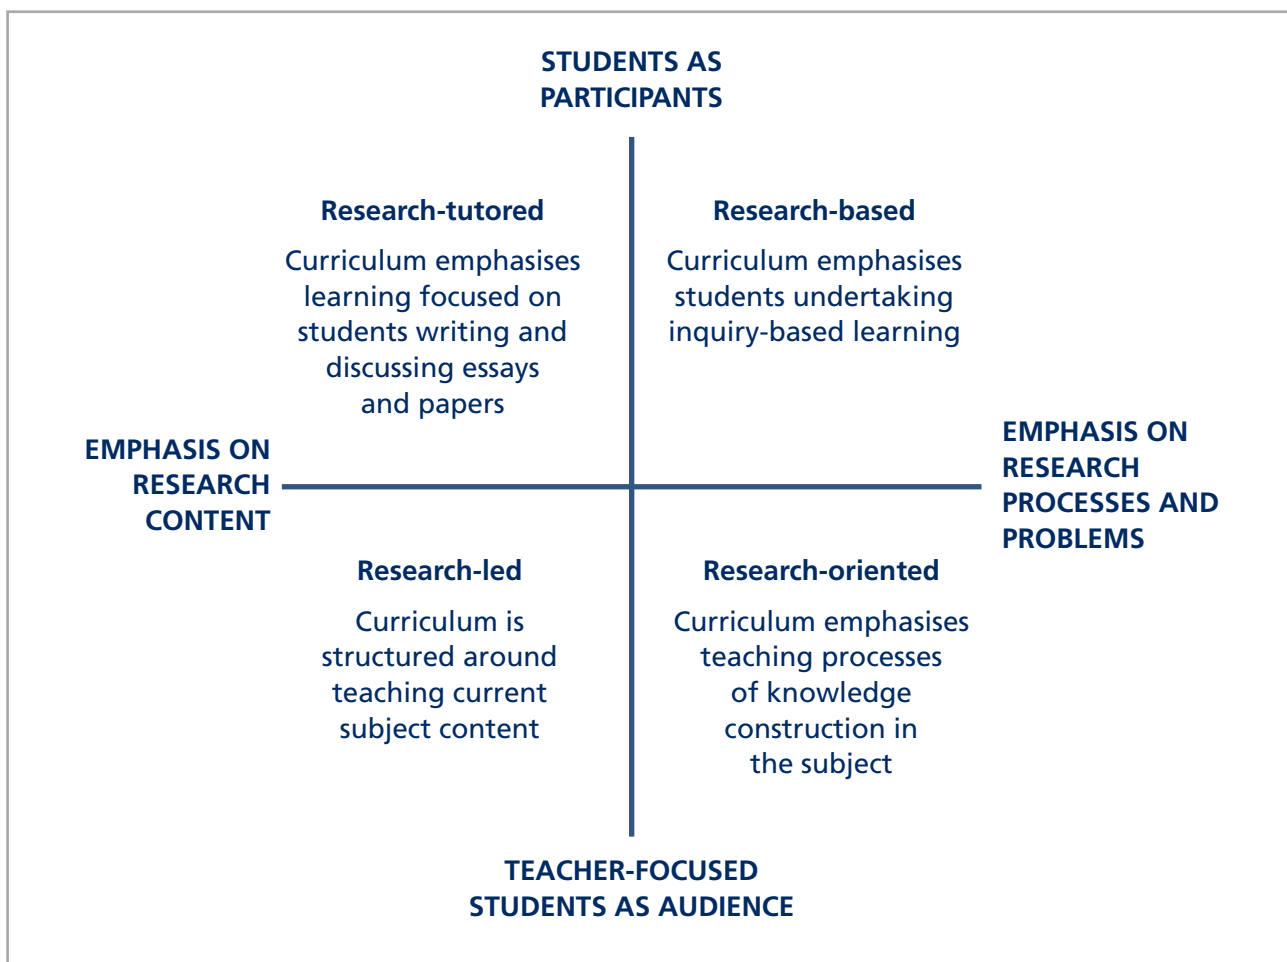 STUDENTS AS
PARTICIPANTS
Research-tutored
Curriculum emphasises
learning focused on
students writing and
discussing essays
and papers
Research-based
Curriculum emphasises
students undertaking
inquiry-based learning
EMPHASIS ON
RESEARCH
CONTENT
EMPHASIS ON
RESEARCH
PROCESSES AND
PROBLEMS
Research-led
Curriculum is
structured around
teaching current
subject content
Research-oriented
Curriculum emphasises
teaching processes
of knowledge
construction in
the subject
TEACHER-FOCUSED
STUDENTS AS AUDIENCE